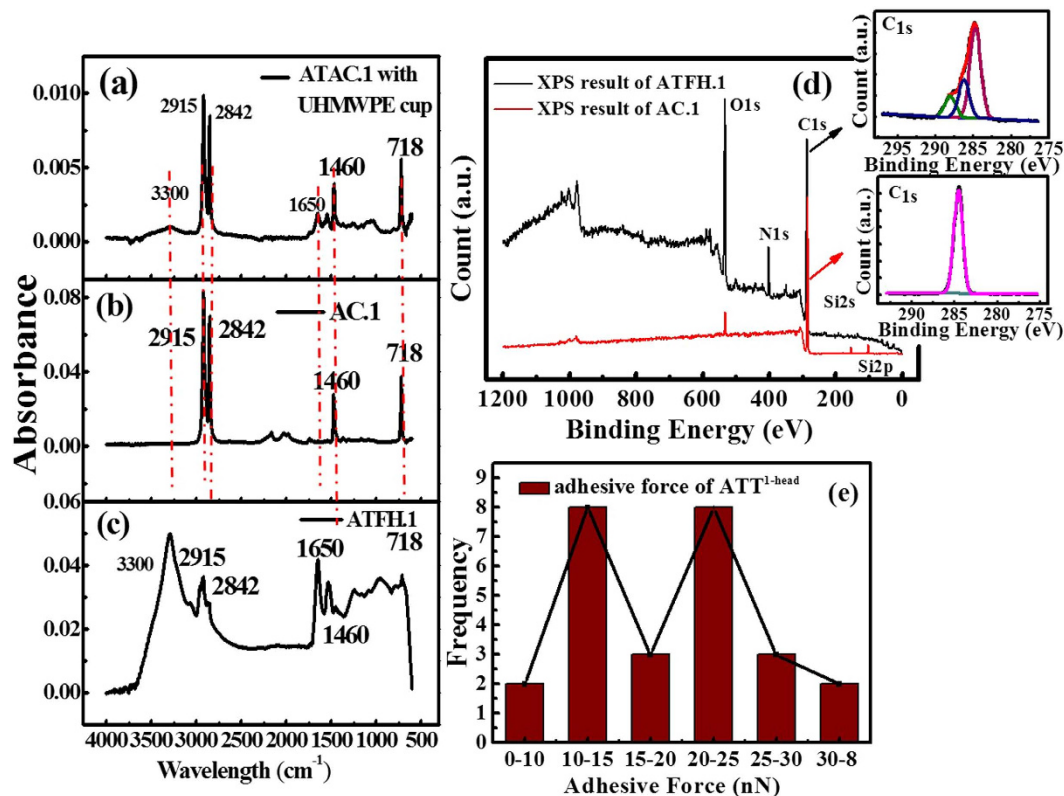 (a)
ATAC.1 with
UHMWPE cup
0.010
2915
2842
718
1460
0.005
3300
1650
0.000
(b)
AC.1
0.08
2915
2842
718
0.04
1460
0.00
0.06
(c)
ATFH.1
0.04
3300
2915
1650
718
2842
0.02
1460
0.00
4000 3500 3000 2500 2000 1500 1000 500
Wavelength (cm-1)
Absorbance
(d)
XPS result of ATFH.1
XPS result of AC.1
O1s
C1s
N1s
Si2s
Si2p
1200 1000 800 600 400 200 0
Binding Energy (eV)
Count (a.u.)
C1s
290 285 280 275
Binding Energy (eV)
Count (a.u.)
C1s
290 285 280 275
Binding Energy (eV)
Count (a.u.)
(e)
adhesive force of ATT1-head
9
8
7
6
5
4
3
2
0-10 10-15 15-20 20-25 25-30 30-8
Adhesive Force (nN)
Frequency